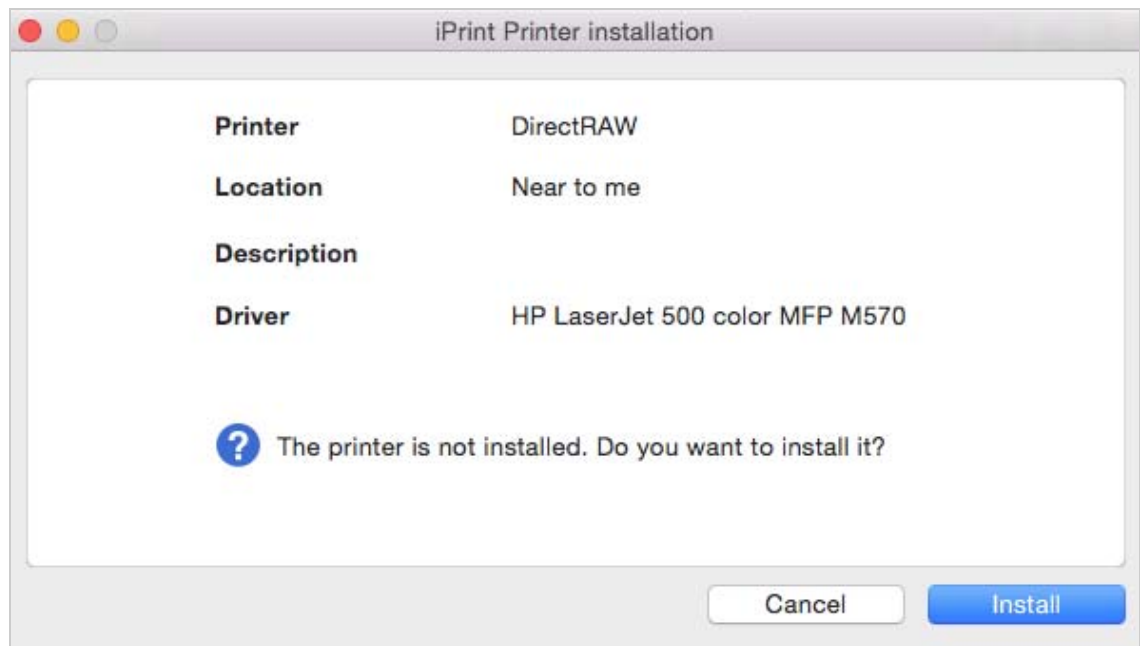 iPrint Printer installation
Printer DirectRAW
Location Near to me
Description
Driver HP LaserJet 500 color MFP M570
? The printer is not installed. Do you want to install it?
Cancel Install